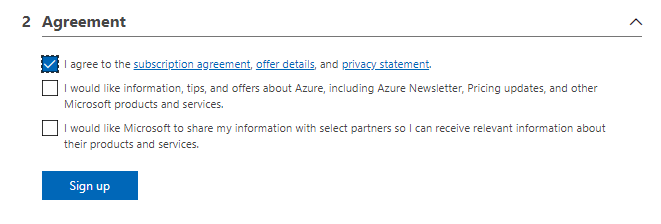 2 Agreement
I agree to the subscription agreement, offer details, and privacy statement.
I would like information, tips, and offers about Azure, including Azure Newsletter, Pricing updates, and other
Microsoft products and services.
I would like Microsoft to share my information with select partners so I can receive relevant information about
their products and services.
Sign up